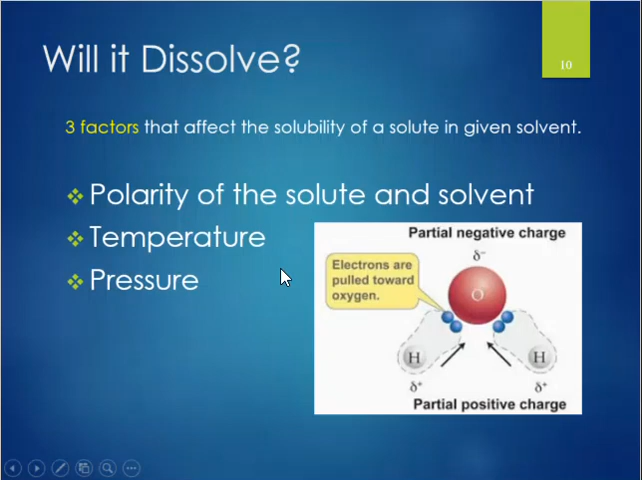 Will it Dissolve?
10
3 factors that affect the solubility of a solute in given solvent.
Polarity of the solute and solvent
Temperature
Pressure
Partial negative charge
δ⁻
Electrons are
pulled toward
oxygen.
O
H
H
δ⁺
δ⁺
Partial positive charge